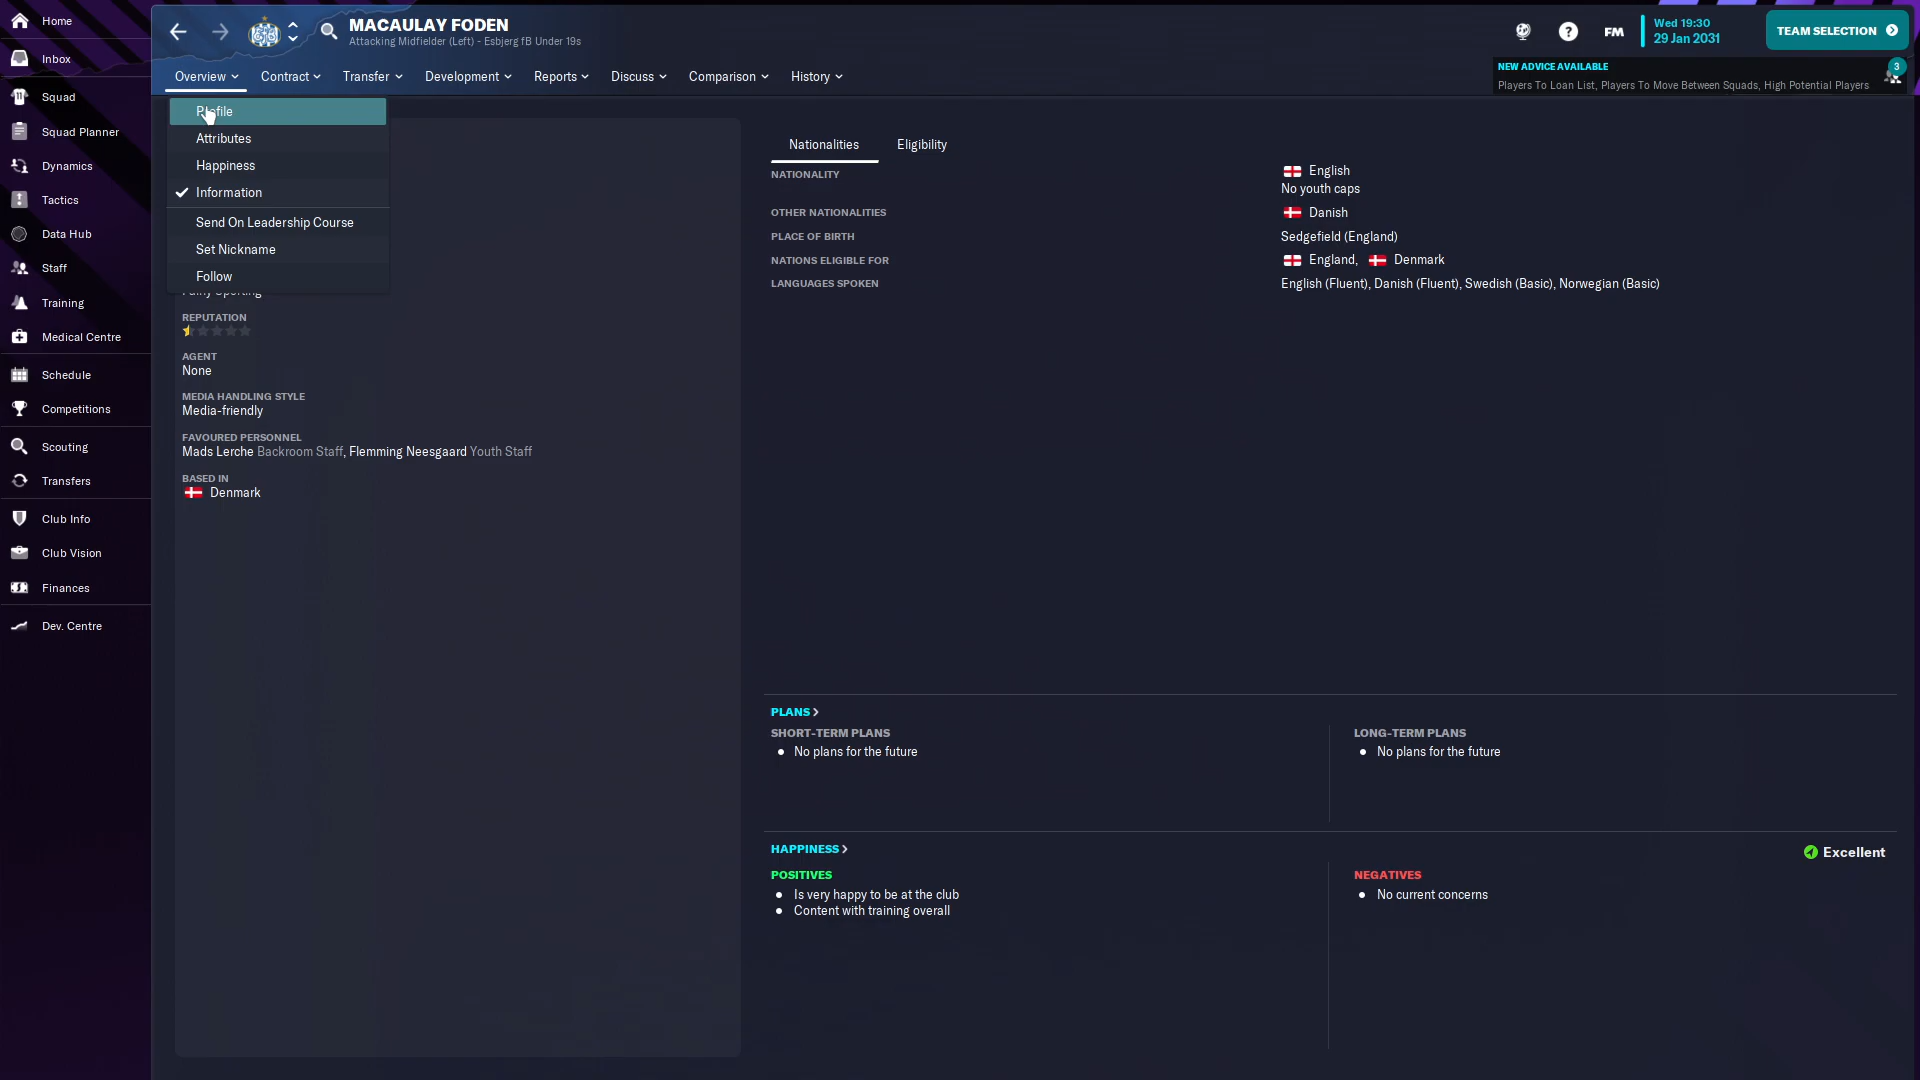 Home
Inbox
Squad
Squad Planner
Dynamics
Tactics
Data Hub
Staff
Training
Medical Centre
Schedule
Competitions
Scouting
Transfers
Club Info
Club Vision
Finances
Dev. Centre
MACAULAY FODEN
Attacking Midfielder (Left) - Esbjerg fB Under 19s
FM
Wed 19:30
29 Jan 2031
TEAM SELECTION
Overview
Contract
Transfer
Development
Reports
Discuss
Comparison
History
NEW ADVICE AVAILABLE
3
Players To Loan List, Players To Move Between Squads, High Potential Players
Profile
Attributes
Happiness
Information
Send On Leadership Course
Set Nickname
Follow
Fairly Sporting
REPUTATION
AGENT
None
MEDIA HANDLING STYLE
Media-friendly
FAVOURED PERSONNEL
Mads Lerche Backroom Staff, Flemming Neesgaard Youth Staff
BASED IN
Denmark
Nationalities
Eligibility
NATIONALITY
English
No youth caps
OTHER NATIONALITIES
Danish
PLACE OF BIRTH
Sedgefield (England)
NATIONS ELIGIBLE FOR
England, Denmark
LANGUAGES SPOKEN
English (Fluent), Danish (Fluent), Swedish (Basic), Norwegian (Basic)
PLANS
SHORT-TERM PLANS
No plans for the future
LONG-TERM PLANS
No plans for the future
HAPPINESS
Excellent
POSITIVES
Is very happy to be at the club
Content with training overall
NEGATIVES
No current concerns